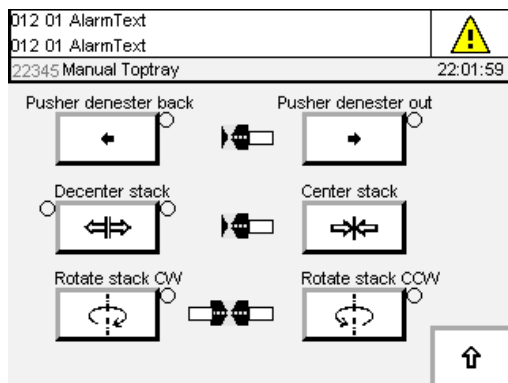 012 01 AlarmText
012 01 AlarmText
22345 Manual Toptray 22:01:59
Pusher denester back Pusher denester out
Decenter stack Center stack
Rotate stack CW Rotate stack CCW